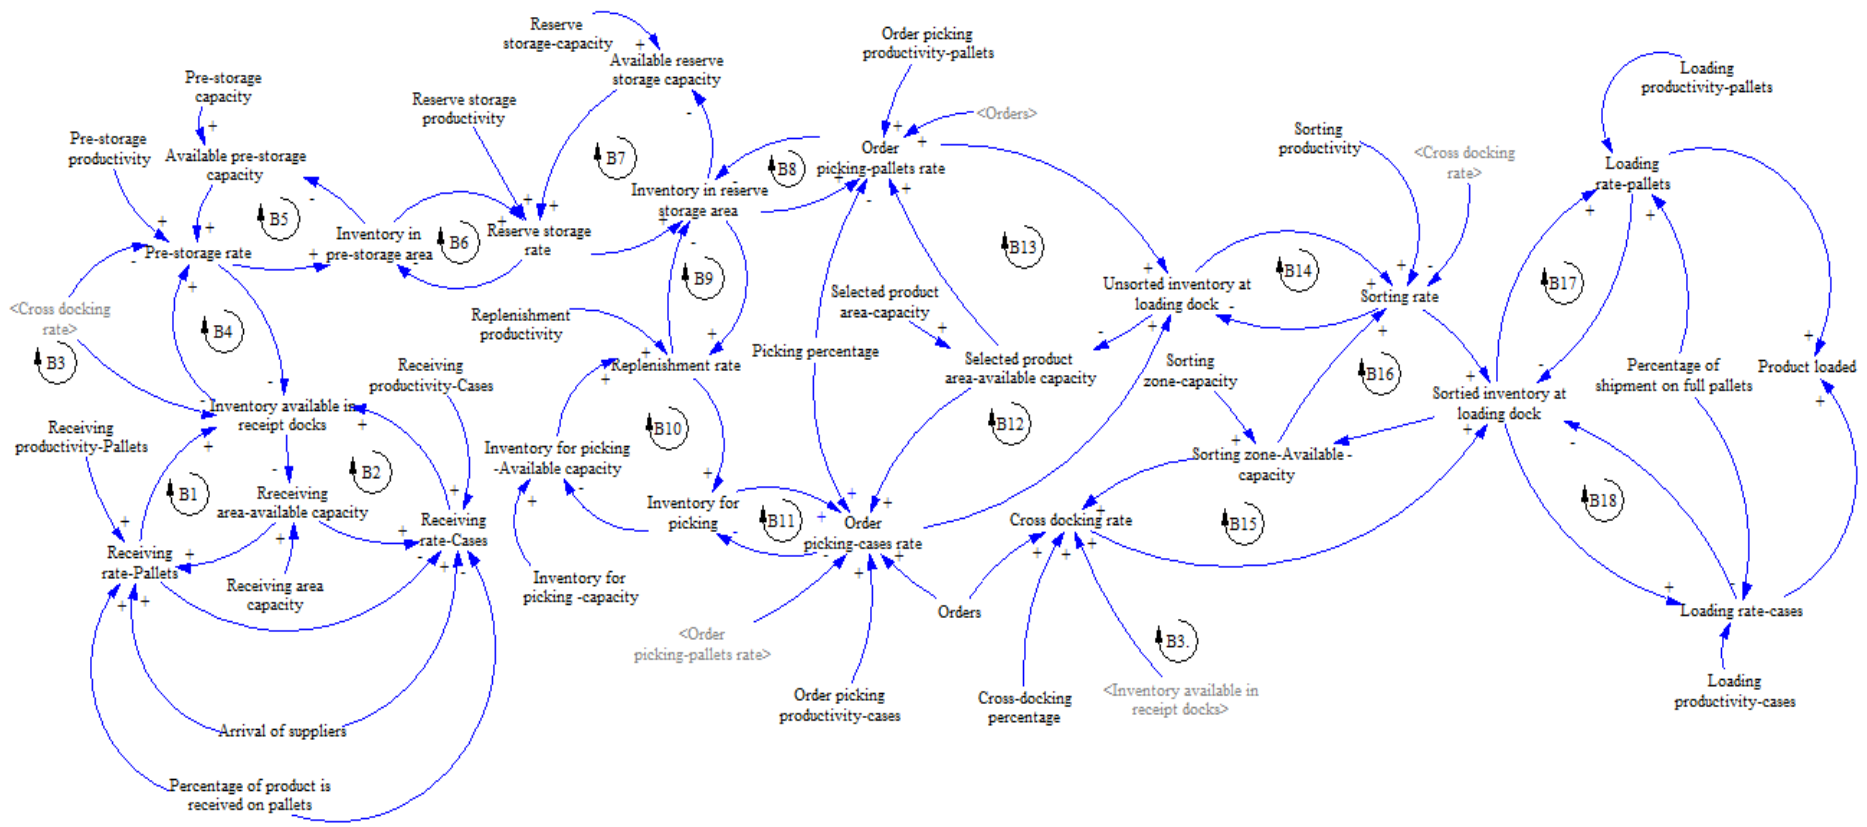 Reserve
storage-capacity
Available reserve
storage capacity
Order picking
productivity-pallets
Loading
productivity-pallets
Pre-storage
capacity
Reserve storage
productivity
<Orders>
Pre-storage
productivity
Available pre-storage
capacity
B7
B8
Order
picking-pallets rate
Sorting
productivity
<Cross docking
rate>
Loading
rate-pallets
Inventory in reserve
storage area
B5
B6
Inventory in
pre-storage area
Reserve storage
rate
Pre-storage rate
B13
B14
B17
B9
Unsorted inventory at
loading dock
Sorting rate
Selected product
area-capacity
<Cross docking
rate>
B3
B4
Replenishment
productivity
Picking percentage
Replenishment rate
Selected product
area-available capacity
Sorting
zone-capacity
B16
Percentage of
shipment on full pallets
Product loaded
Receiving
productivity-Cases
Inventory available in
receipt docks
Sortied inventory at
loading dock
Receiving
productivity-Pallets
B10
B12
Inventory for picking
-Available capacity
Sorting zone-Available -
capacity
B1
B2
Rreceiving
area-available capacity
B18
Inventory for
picking
B11
Order
picking-cases rate
Cross docking rate
B15
Receiving
rate-Cases
Receiving
rate-Pallets
Receiving area
capacity
Inventory for
picking -capacity
Orders
Loading rate-cases
<Order
picking-pallets rate>
B3.
Order picking
productivity-cases
Cross-docking
percentage
<Inventory available in
receipt docks>
Loading
productivity-cases
Arrival of suppliers
Percentage of product is
received on pallets